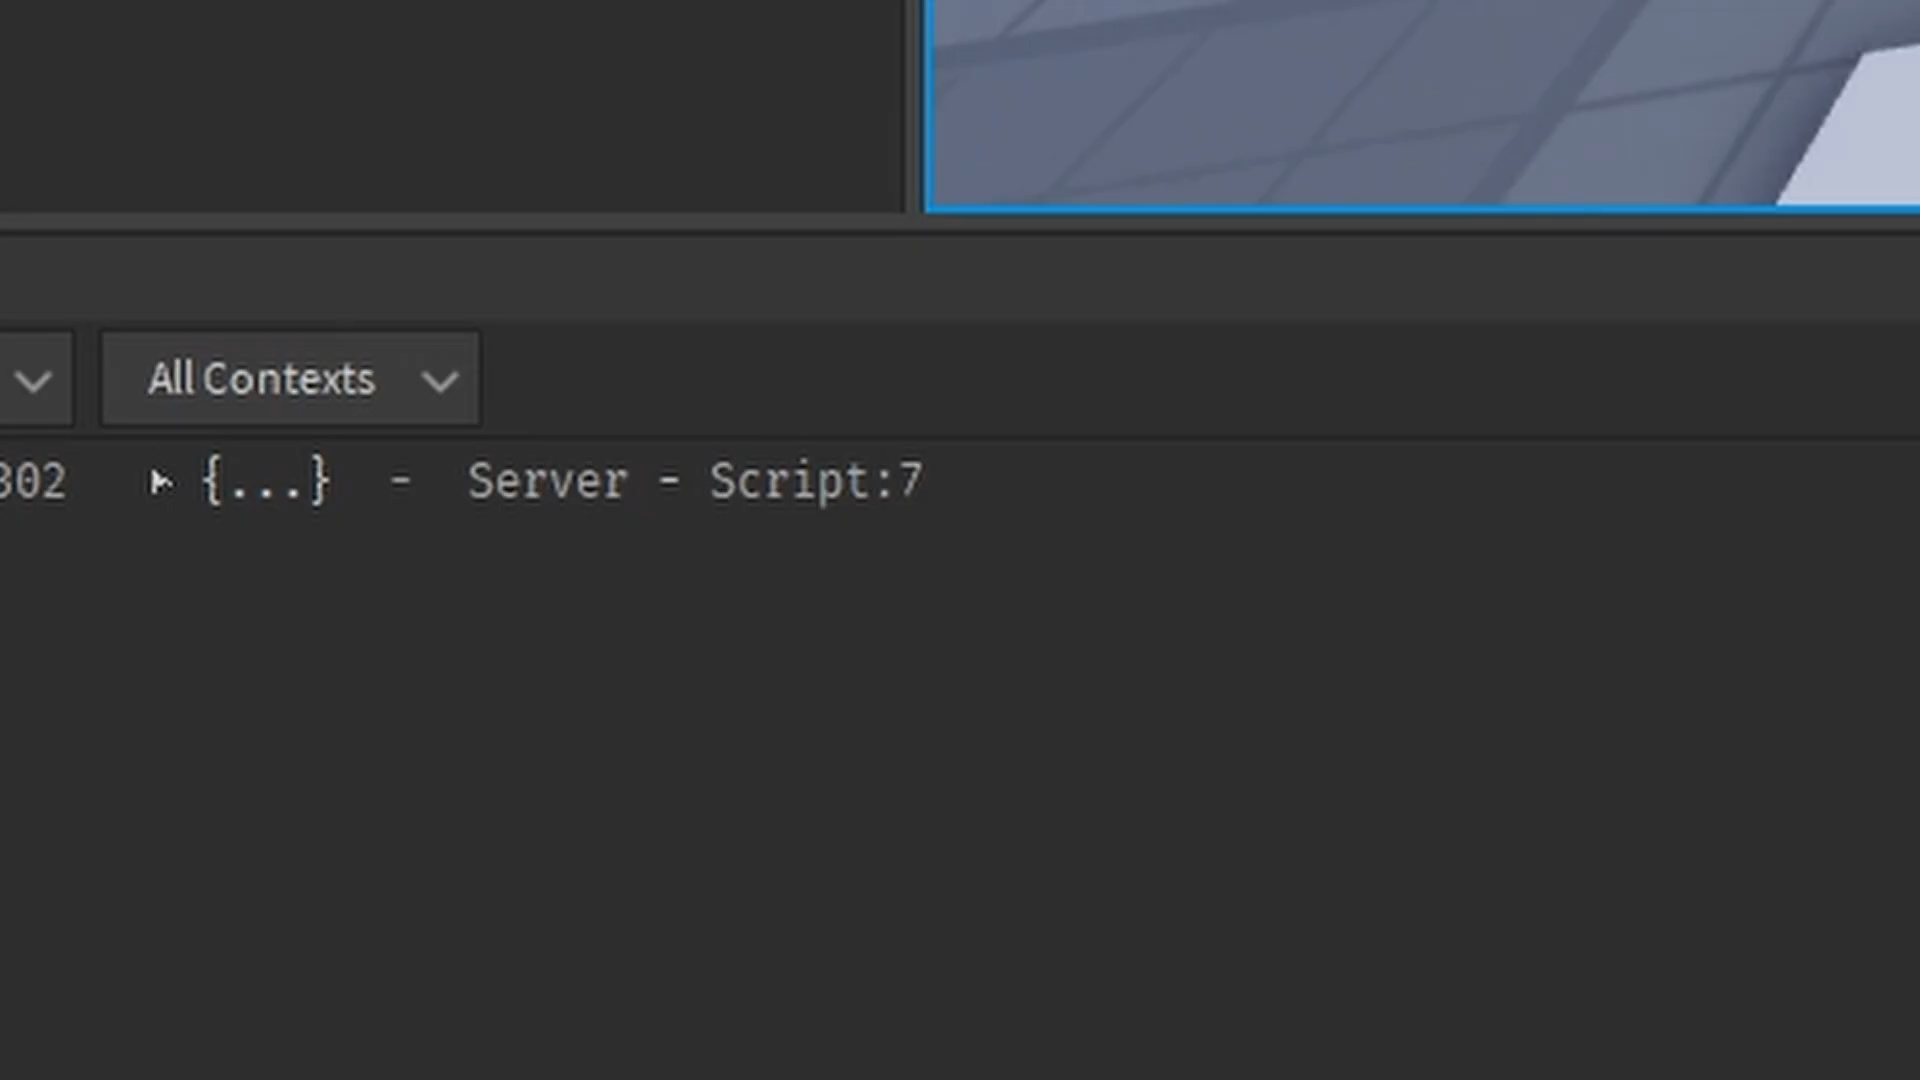 All Contexts
302 {...} - Server - Script:7